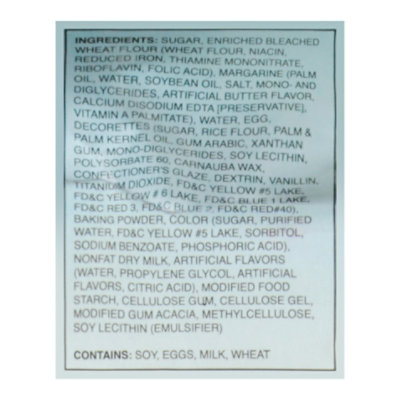 INGREDIENTS: SUGAR, ENRICHED BLEACHED
WHEAT FLOUR (WHEAT FLOUR, NIACIN,
REDUCED IRON, THIAMINE MONONITRATE,
RIBOFLAVIN, FOLIC ACID), MARGARINE (PALM
OIL, WATER, SOYBEAN OIL, SALT, MONO- AND
DIGLYCERIDES, ARTIFICIAL BUTTER FLAVOR,
CALCIUM DISODIUM EDTA [PRESERVATIVE],
VITAMIN A PALMITATE), WATER, EGG,
DECORETTES (SUGAR, RICE FLOUR, PALM &
PALM KERNEL OIL, GUM ARABIC, XANTHAN
GUM, MONO-DIGLYCERIDES, SOY LECITHIN,
POLYSORBATE 60, CARNAUBA WAX,
CONFECTIONER'S GLAZE, DEXTRIN, VANILLIN,
TITANIUM DIOXIDE, FD&C YELLOW #5 LAKE,
FD&C YELLOW # 6 LAKE, FD&C BLUE 1 LAKE,
FD&C RED 3, FD&C BLUE 2, FD&C RED#40),
BAKING POWDER, COLOR (SUGAR, PURIFIED
WATER, FD&C YELLOW #5 LAKE, SORBITOL,
SODIUM BENZOATE, PHOSPHORIC ACID),
NONFAT DRY MILK, ARTIFICIAL FLAVORS
(WATER, PROPYLENE GLYCOL, ARTIFICIAL
FLAVORS, CITRIC ACID), MODIFIED FOOD
STARCH, CELLULOSE GUM, CELLULOSE GEL,
MODIFIED GUM ACACIA, METHYLCELLULOSE,
SOY LECITHIN (EMULSIFIER)
CONTAINS: SOY, EGGS, MILK, WHEAT